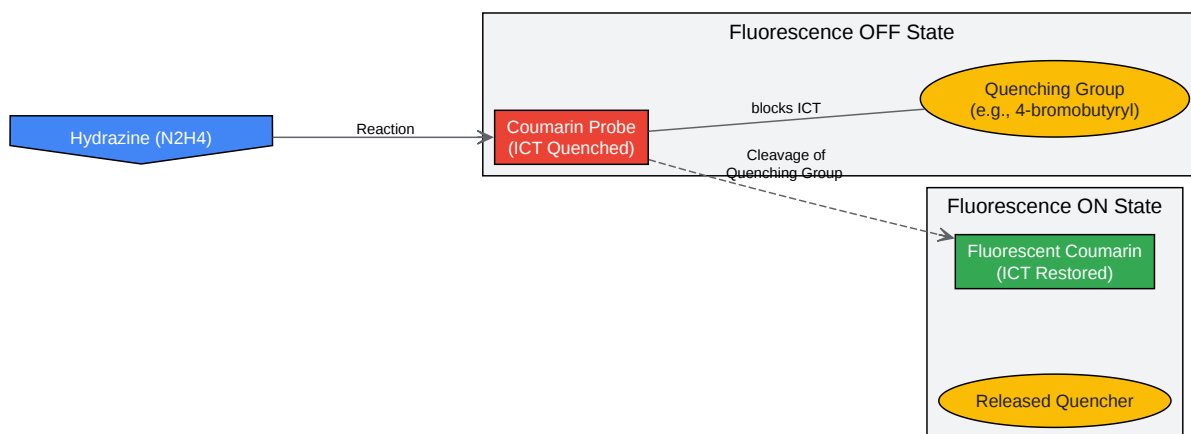 Fluorescence OFF State
Quenching Group
(e.g., 4-bromobutyryl)
blocks ICT
Hydrazine (N2H4)
Reaction
Coumarin Probe
(ICT Quenched)
Cleavage of
Quenching Group
Fluorescence ON State
Fluorescent Coumarin
(ICT Restored)
Released Quencher